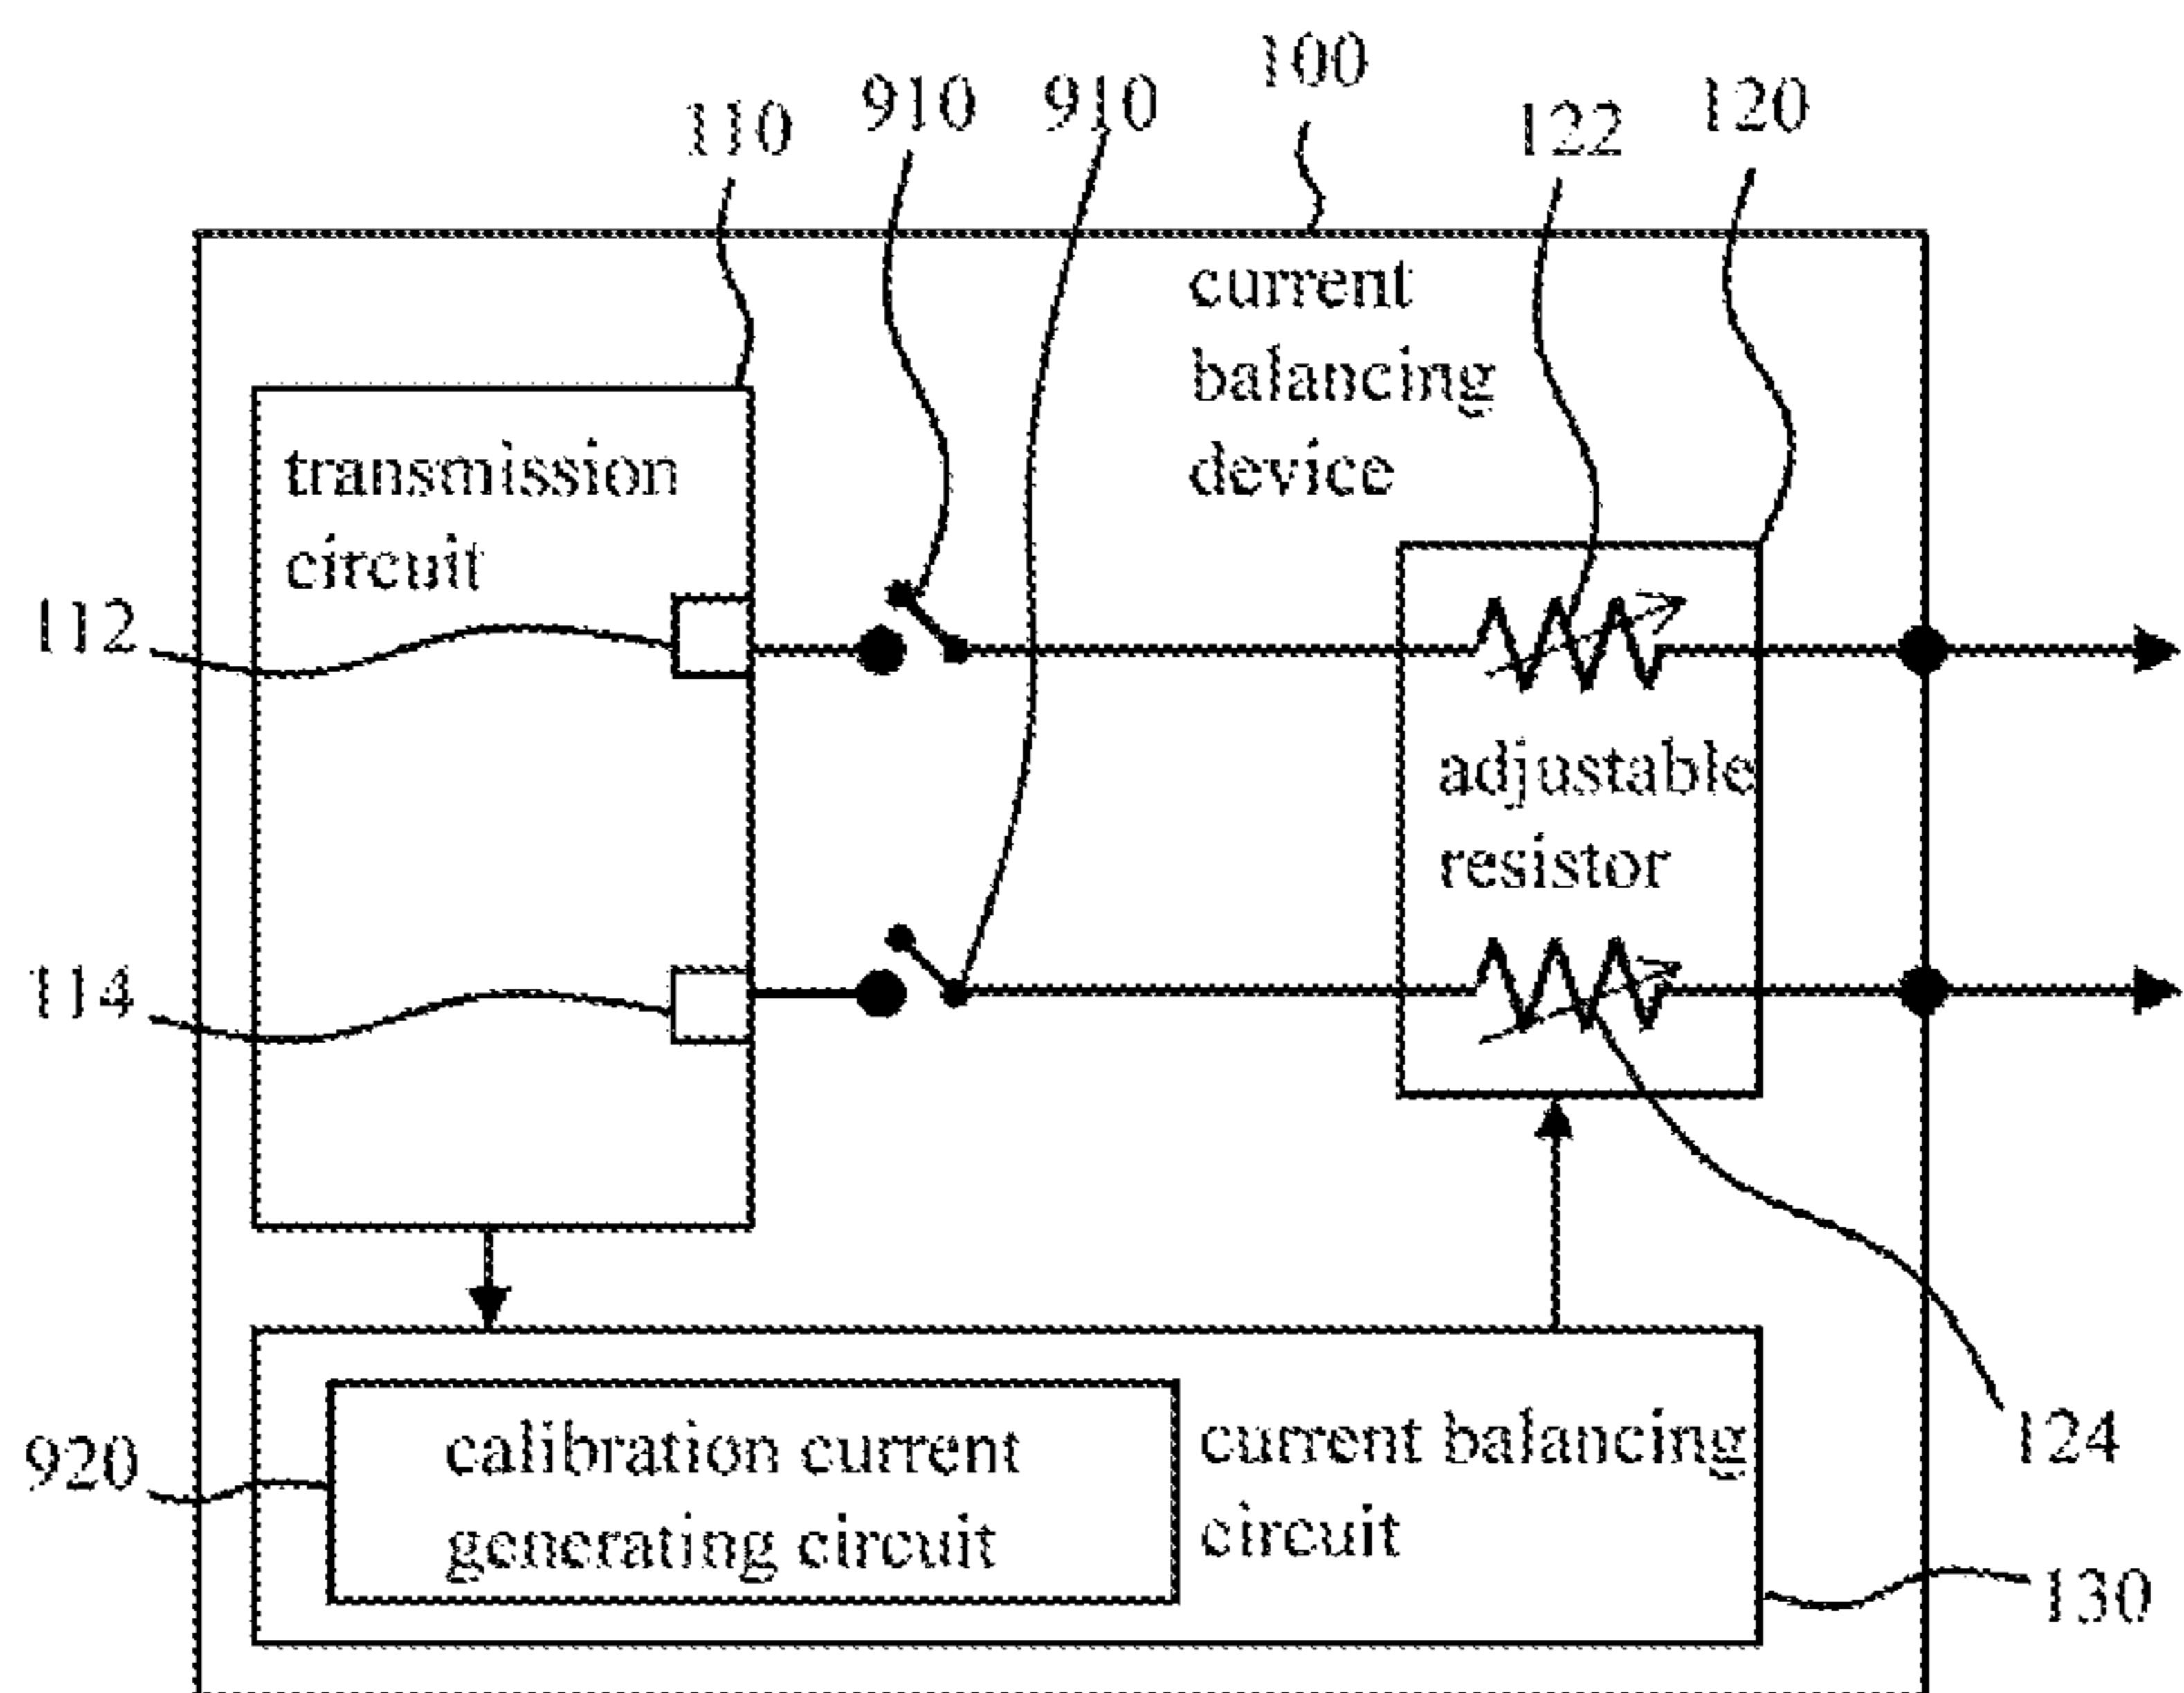 100
110
910
910
122
120
current
balancing
device
transmission
circuit
112
adjustable
resistor
114
calibration current
generating circuit
current balancing
circuit
920
124
130